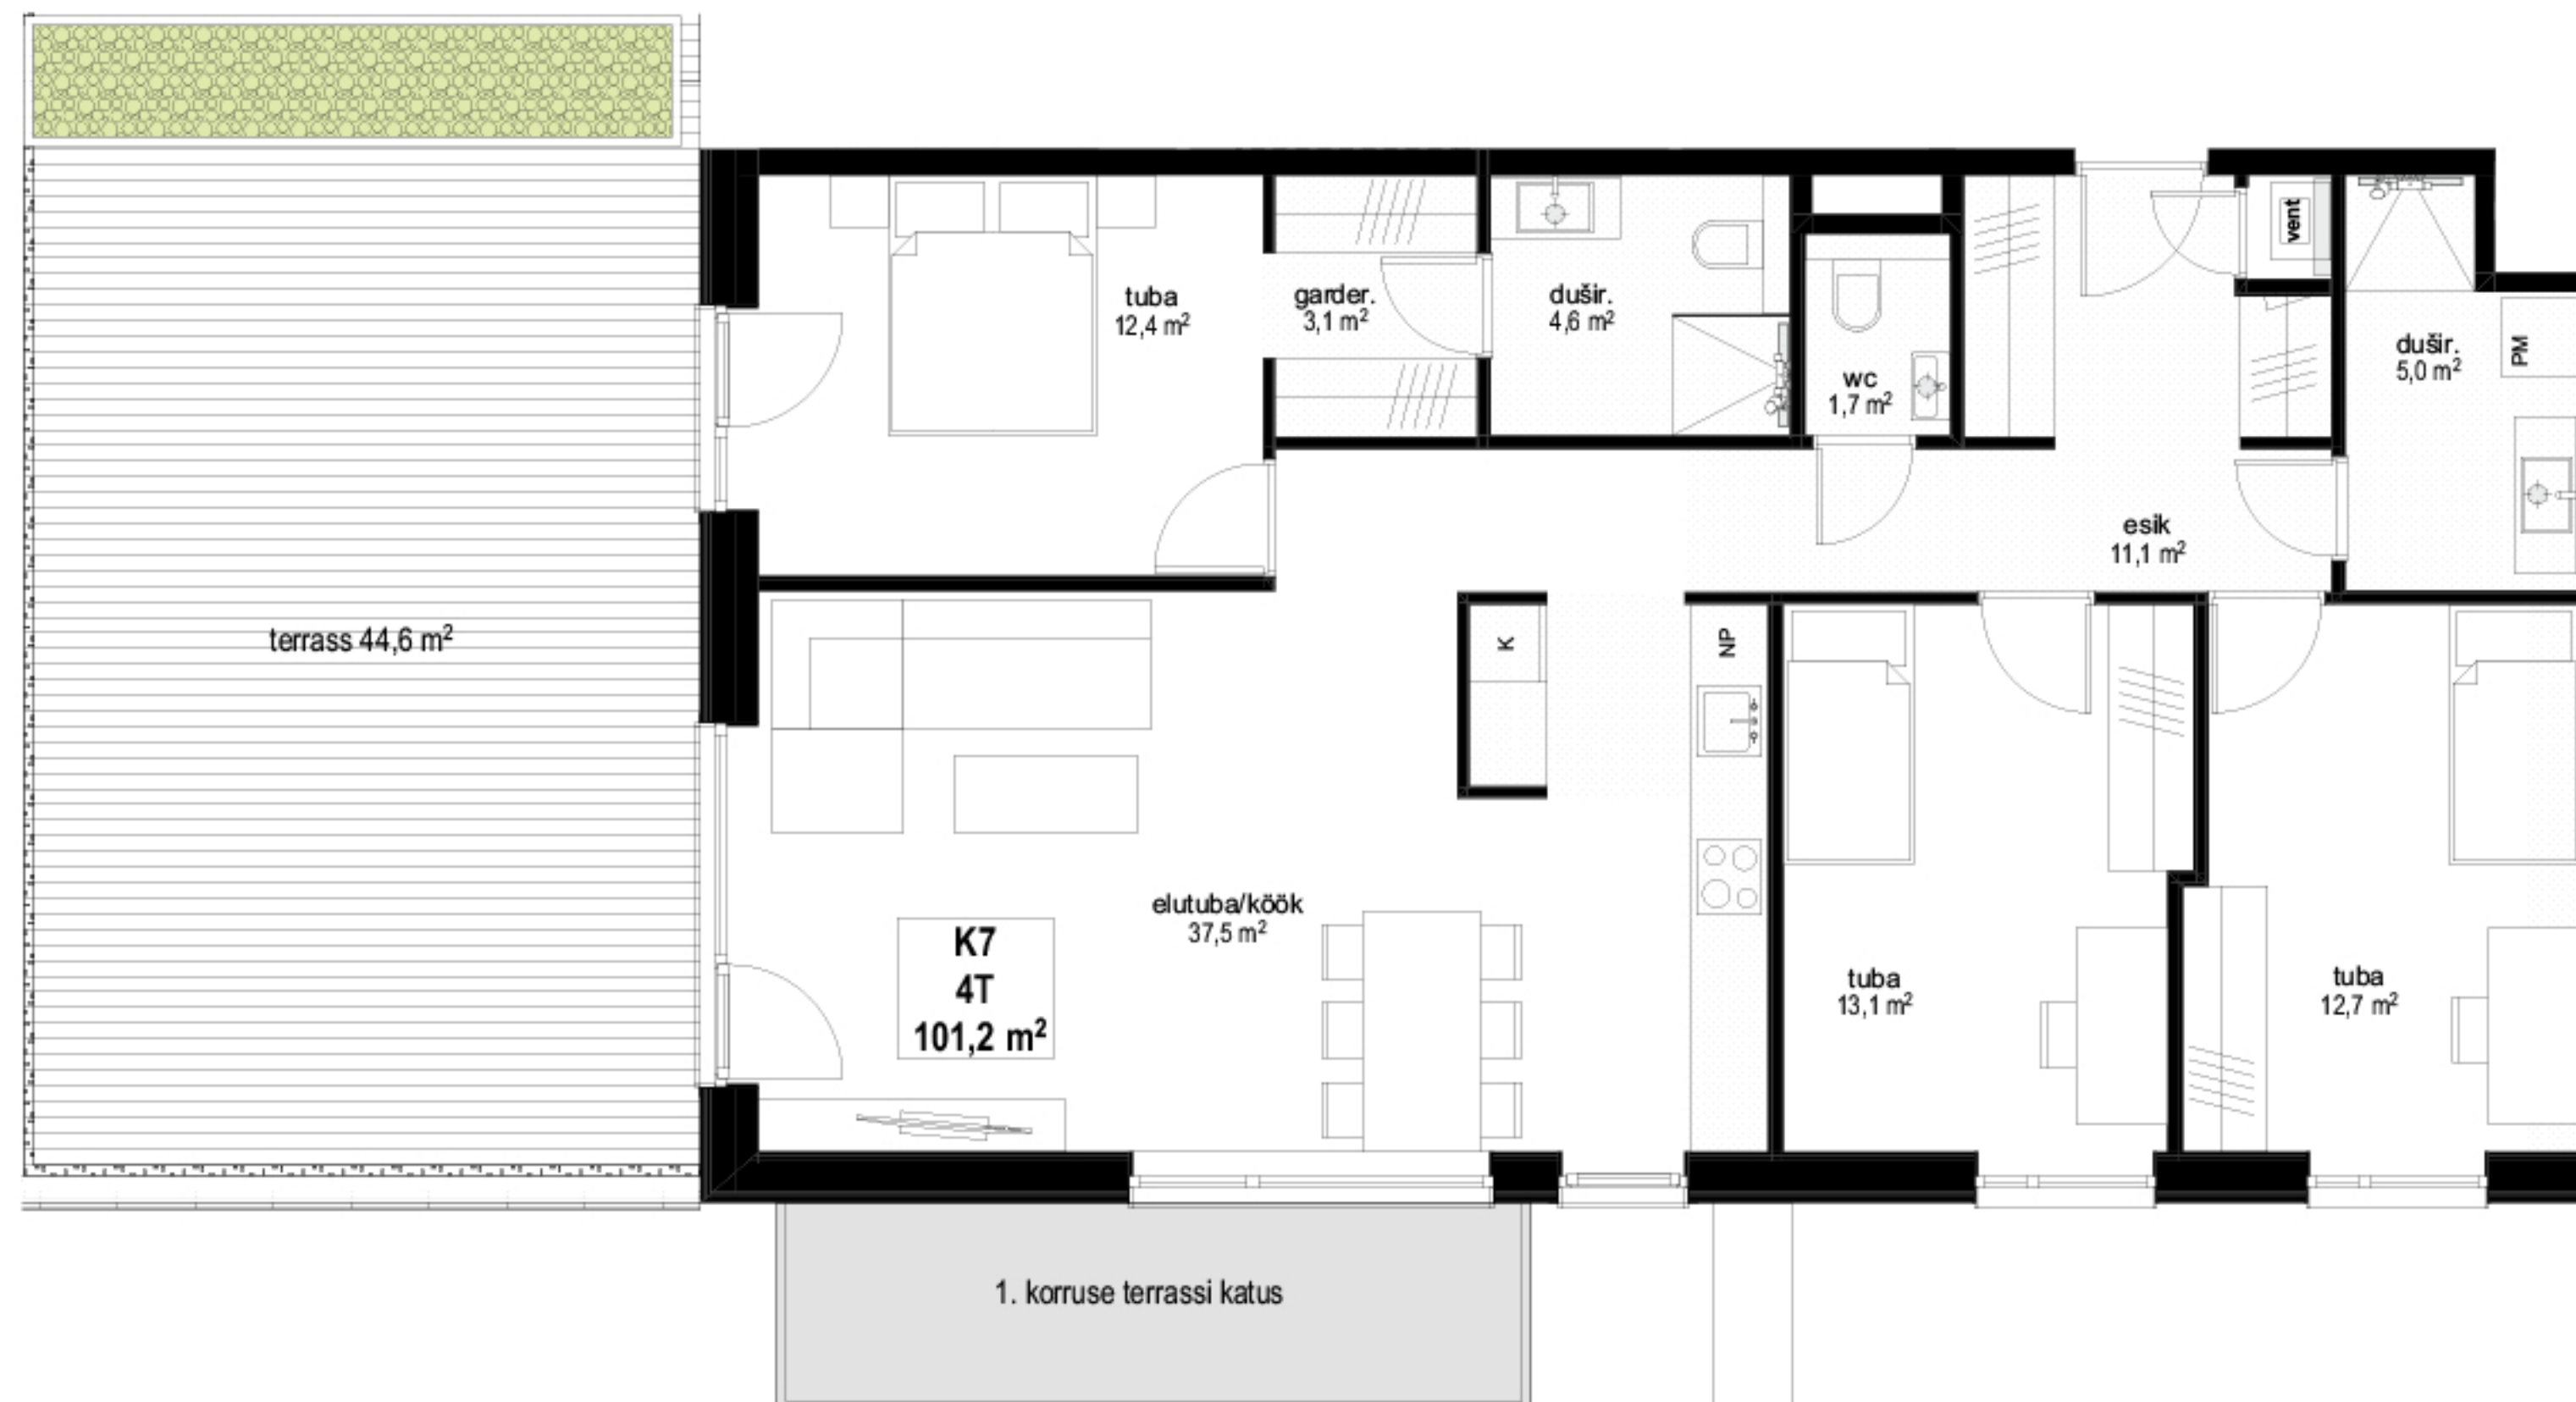 tuba
12,4 m²
garder.
3,1 m²
dušir.
4,6 m²
wc
1,7 m²
vent
dušir.
5,0 m²
PM
esik
11,1 m²
terrass 44,6 m²
K
NP
elutuba/köök
37,5 m²
K7
4T
101,2 m²
tuba
13,1 m²
tuba
12,7 m²
1. korruse terrassi katus